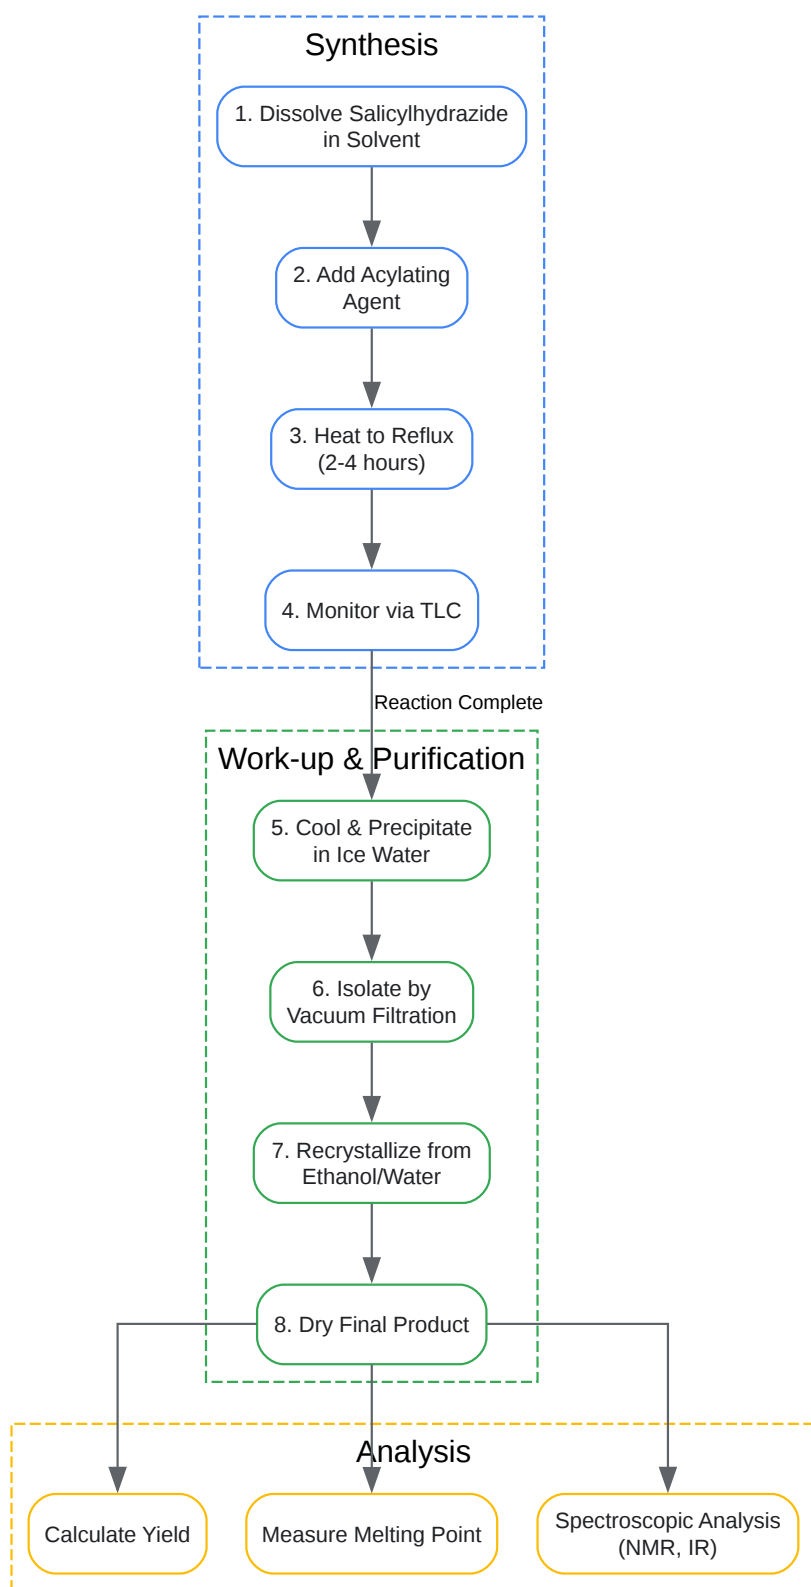 Synthesis
1. Dissolve Salicylhydrazide
in Solvent
2. Add Acylating
Agent
3. Heat to Reflux
(2-4 hours)
4. Monitor via TLC
Reaction Complete
Work-up & Purification
5. Cool & Precipitate
in Ice Water
6. Isolate by
Vacuum Filtration
7. Recrystallize from
Ethanol/Water
8. Dry Final Product
Analysis
Calculate Yield
Measure Melting Point
Spectroscopic Analysis
(NMR, IR)